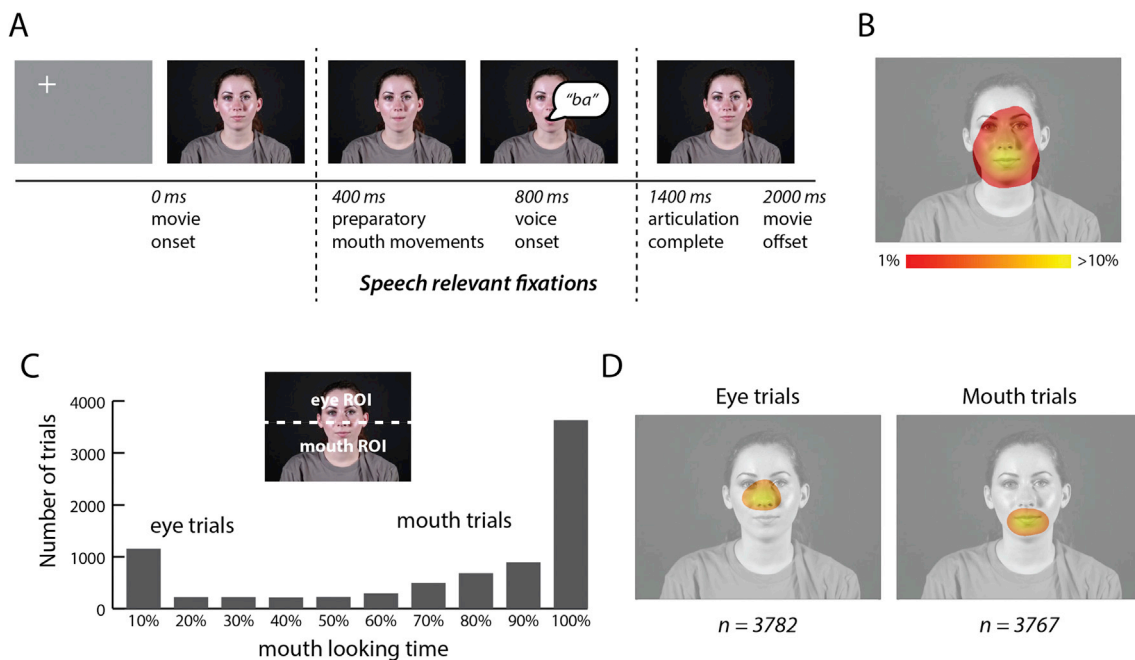 A
"ba"
0 ms
movie
onset
400 ms
preparatory
mouth movements
800 ms
voice
onset
1400 ms
articulation
complete
2000 ms
movie
offset
Speech relevant fixations
B
1%
>10%
C
4000
3000
2000
1000
0
Number of trials
eye ROI
mouth ROI
eye trials
mouth trials
10% 20% 30% 40% 50% 60% 70% 80% 90% 100%
mouth looking time
D
Eye trials
Mouth trials
n = 3782
n = 3767